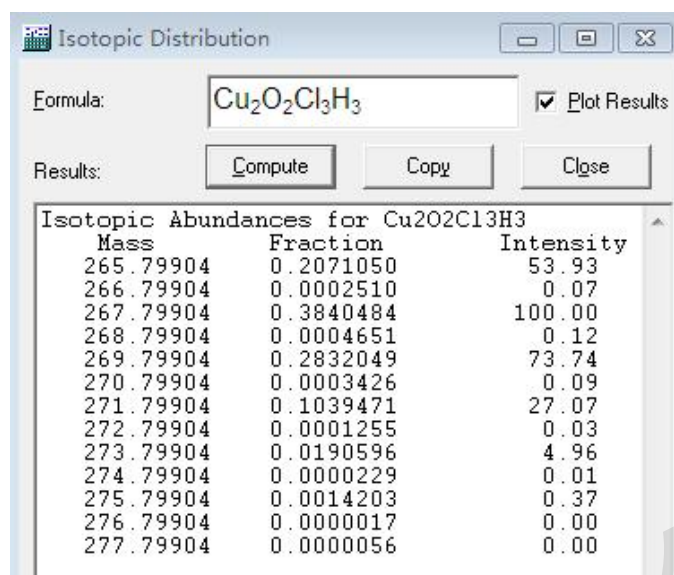 Isotopic Distribution
Formula: Cu₂O₂Cl₃H₃ Plot Results
Results: Compute Copy Close
Isotopic Abundances for Cu2O2Cl3H3
Mass Fraction Intensity
265.79904 0.2071050 53.93
266.79904 0.0002510 0.07
267.79904 0.3840484 100.00
268.79904 0.0004651 0.12
269.79904 0.2832049 73.74
270.79904 0.0003426 0.09
271.79904 0.1039471 27.07
272.79904 0.0001255 0.03
273.79904 0.0190596 4.96
274.79904 0.0000229 0.01
275.79904 0.0014203 0.37
276.79904 0.0000017 0.00
277.79904 0.0000056 0.00